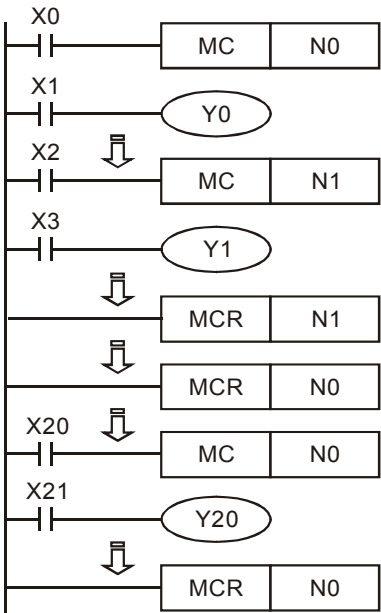 X0
MC N0
X1
Y0
X2
MC N1
X3
Y1
MCR N1
MCR N0
X20
MC N0
X21
Y20
MCR N0